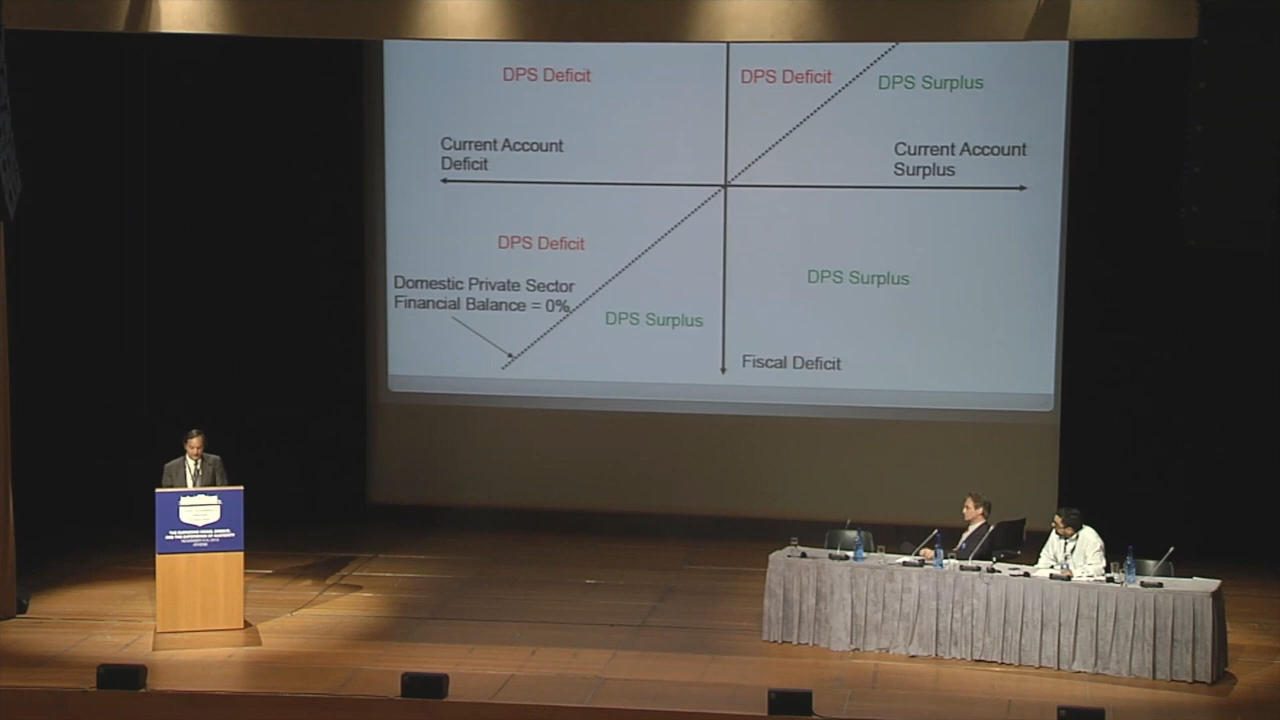 DPS Deficit
DPS Deficit
DPS Surplus
Current Account
Deficit
Current Account
Surplus
DPS Deficit
DPS Surplus
Domestic Private Sector
Financial Balance = 0%
DPS Surplus
Fiscal Deficit